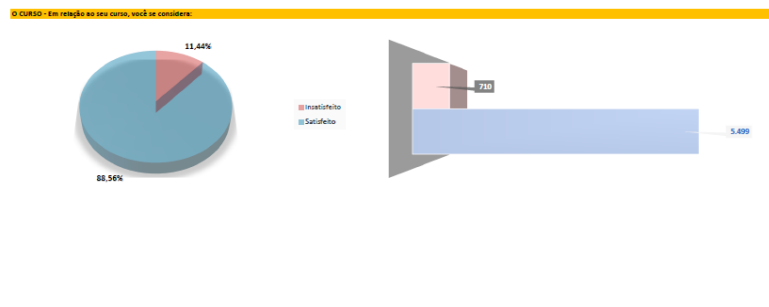 O CURSO - Em relação ao seu curso, você se considera:
11,44%
710
Insatisfeito
Satisfeito
5.499
88,56%